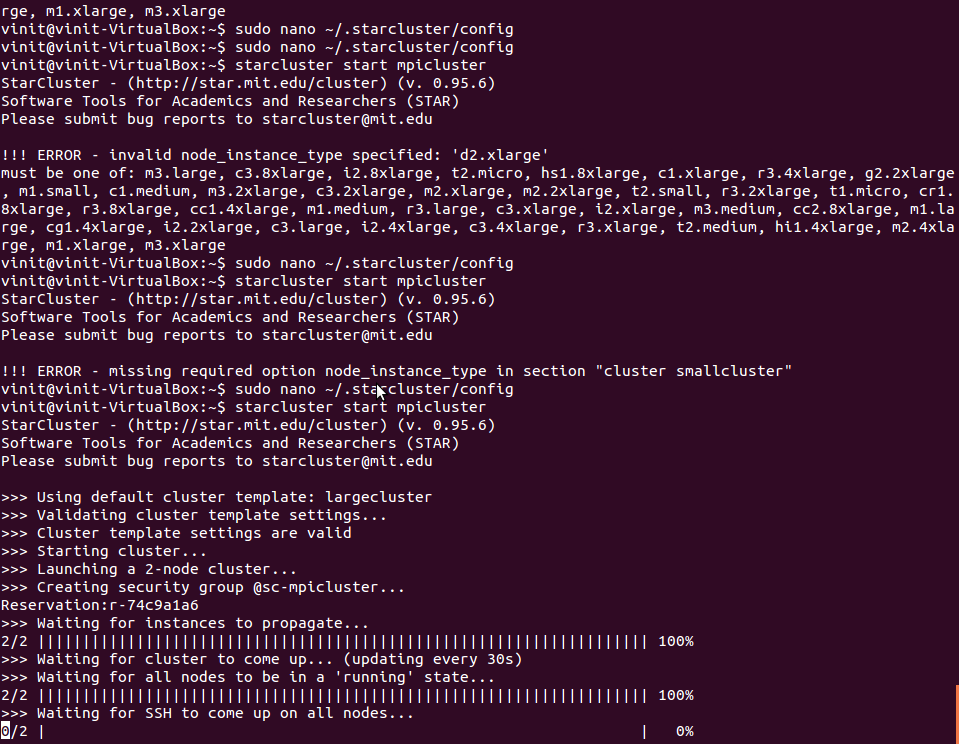 rge, m1.xlarge, m3.xlarge
vinit@vinit-VirtualBox:~$ sudo nano ~/.starcluster/config
vinit@vinit-VirtualBox:~$ sudo nano ~/.starcluster/config
vinit@vinit-VirtualBox:~$ starcluster start mpicluster
StarCluster - (http://star.mit.edu/cluster) (v. 0.95.6)
Software Tools for Academics and Researchers (STAR)
Please submit bug reports to starcluster@mit.edu

!!! ERROR - invalid node_instance_type specified: 'd2.xlarge'
must be one of: m3.large, c3.8xlarge, i2.8xlarge, t2.micro, hs1.8xlarge, c1.xlarge, r3.4xlarge, g2.2xlarge
, m1.small, c1.medium, m3.2xlarge, c3.2xlarge, m2.xlarge, m2.2xlarge, t2.small, r3.2xlarge, t1.micro, cr1.
8xlarge, r3.8xlarge, cc1.4xlarge, m1.medium, r3.large, c3.xlarge, i2.xlarge, m3.medium, cc2.8xlarge, m1.la
rge, cg1.4xlarge, i2.2xlarge, c3.large, i2.4xlarge, c3.4xlarge, r3.xlarge, t2.medium, hi1.4xlarge, m2.4xla
rge, m1.xlarge, m3.xlarge
vinit@vinit-VirtualBox:~$ sudo nano ~/.starcluster/config
vinit@vinit-VirtualBox:~$ starcluster start mpicluster
StarCluster - (http://star.mit.edu/cluster) (v. 0.95.6)
Software Tools for Academics and Researchers (STAR)
Please submit bug reports to starcluster@mit.edu

!!! ERROR - missing required option node_instance_type in section "cluster smallcluster"
vinit@vinit-VirtualBox:~$ sudo nano ~/.starcluster/config
vinit@vinit-VirtualBox:~$ starcluster start mpicluster
StarCluster - (http://star.mit.edu/cluster) (v. 0.95.6)
Software Tools for Academics and Researchers (STAR)
Please submit bug reports to starcluster@mit.edu

>>> Using default cluster template: largecluster
>>> Validating cluster template settings...
>>> Cluster template settings are valid
>>> Starting cluster...
>>> Launching a 2-node cluster...
>>> Creating security group @sc-mpicluster...
Reservation:r-74c9a1a6
>>> Waiting for instances to propagate...
2/2 |||||||||||||||||||||||||||||||||||||||||||||||||||||||||||||||||||| 100%
>>> Waiting for cluster to come up... (updating every 30s)
>>> Waiting for all nodes to be in a 'running' state...
2/2 |||||||||||||||||||||||||||||||||||||||||||||||||||||||||||||||||||| 100%
>>> Waiting for SSH to come up on all nodes...
0/2 |                                                                  |   0%